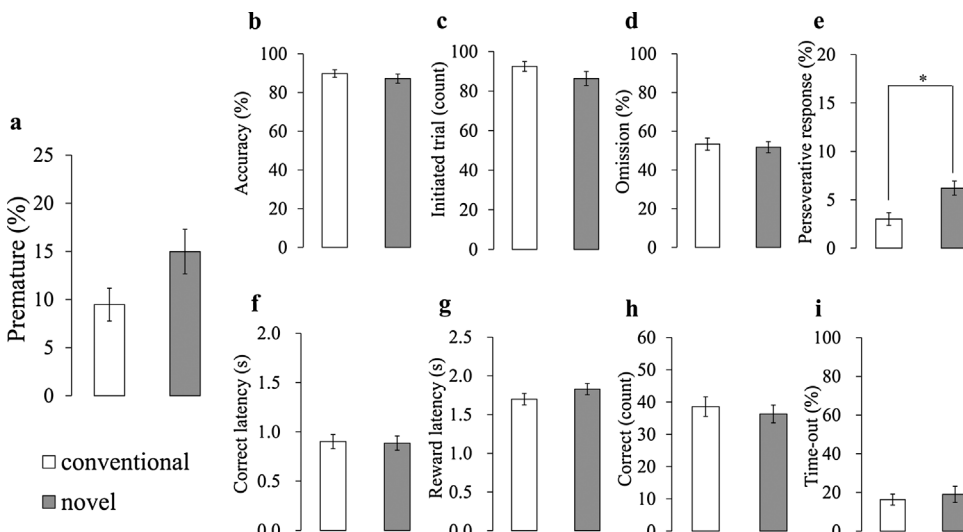 a
Premature (%)
25
20
15
10
5
0
conventional
novel
b
Accuracy (%)
100
80
60
40
20
0
c
Initiated trial (count)
100
80
60
40
20
0
d
Omission (%)
100
80
60
40
20
0
e
Perseverative response (%)
20
15
10
5
0
*
f
Correct latency (s)
2.0
1.5
1.0
0.5
0.0
g
Reward latency (s)
2.5
2.0
1.5
1.0
0.5
0.0
h
Correct (count)
60
50
40
30
20
10
0
i
Time-out (%)
100
80
60
40
20
0